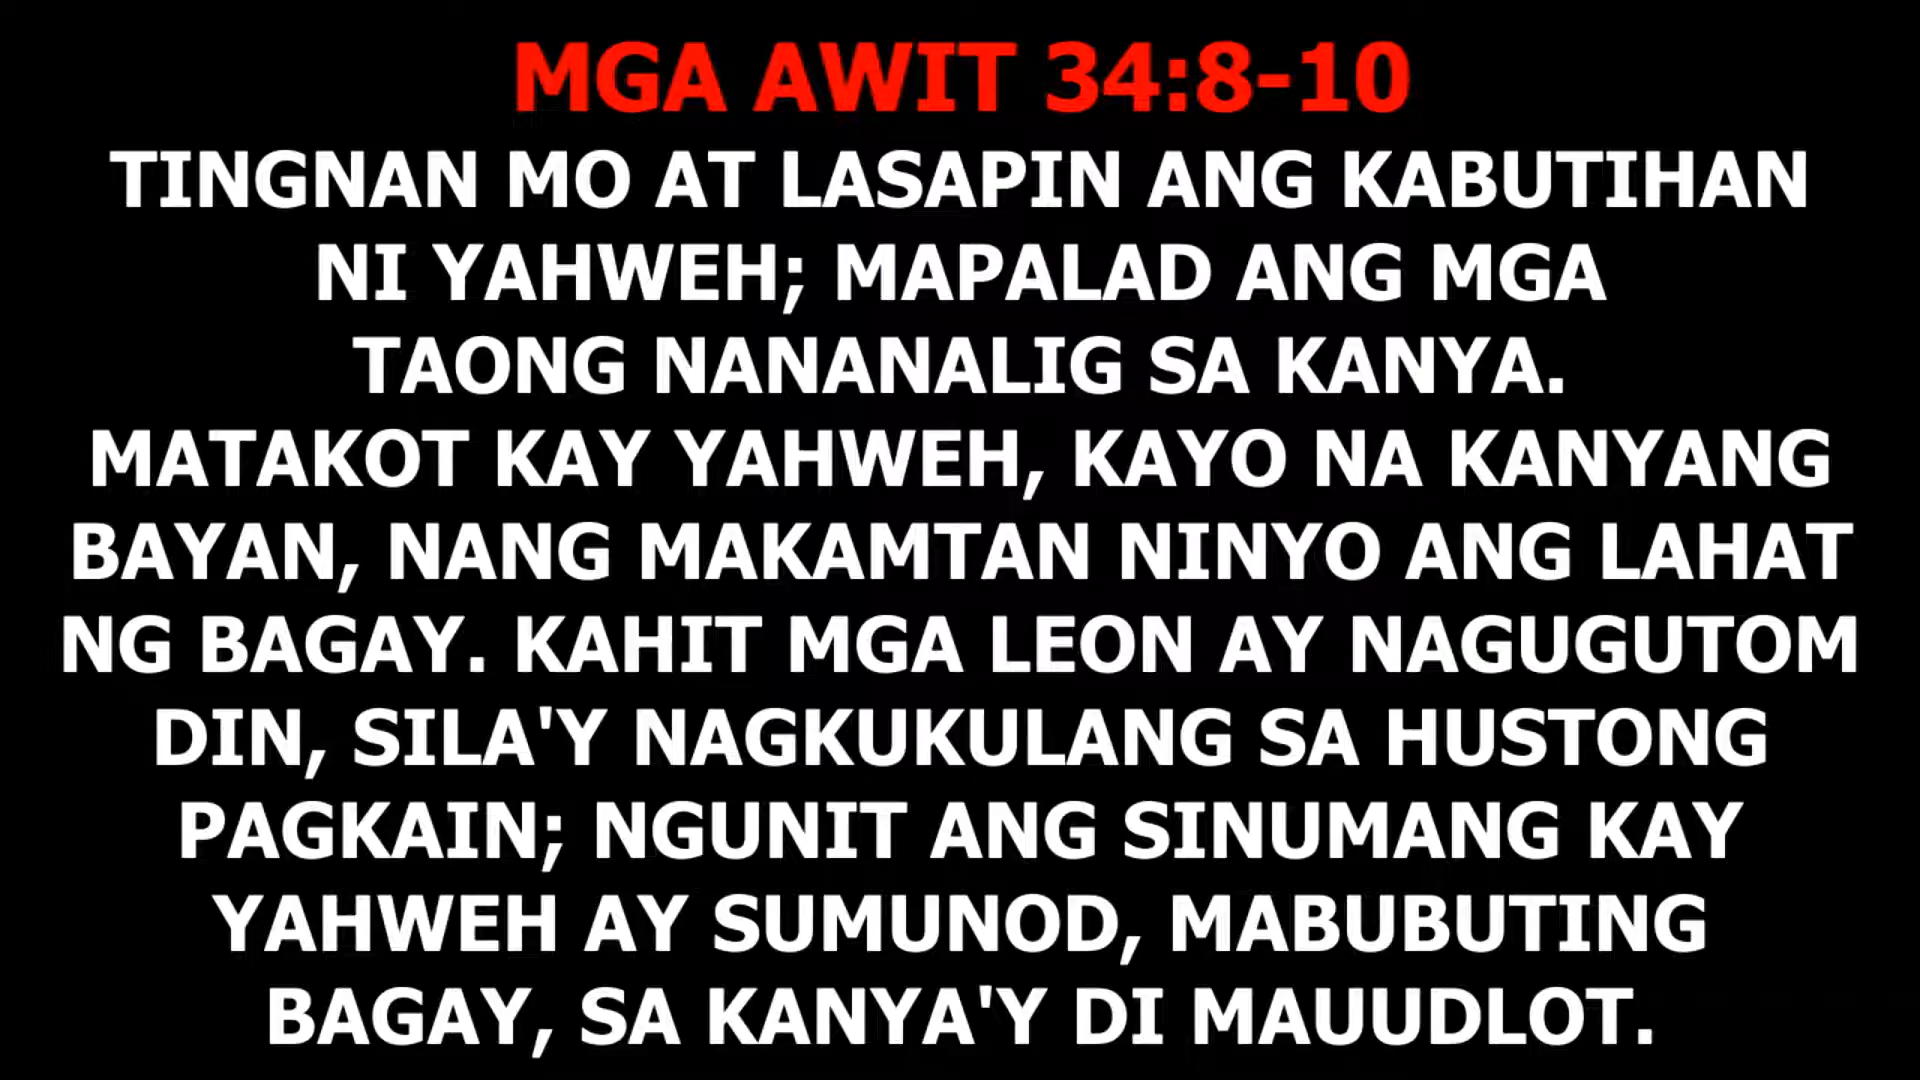 MGA AWIT 34:8-10
TINGNAN MO AT LASAPIN ANG KABUTIHAN
NI YAHWEH; MAPALAD ANG MGA
TAONG NANANALIG SA KANYA.
MATAKOT KAY YAHWEH, KAYO NA KANYANG
BAYAN, NANG MAKAMTAN NINYO ANG LAHAT
NG BAGAY. KAHIT MGA LEON AY NAGUGUTOM
DIN, SILA'Y NAGKUKULANG SA HUSTONG
PAGKAIN; NGUNIT ANG SINUMANG KAY
YAHWEH AY SUMUNOD, MABUBUTING
BAGAY, SA KANYA'Y DI MAUUDLOT.